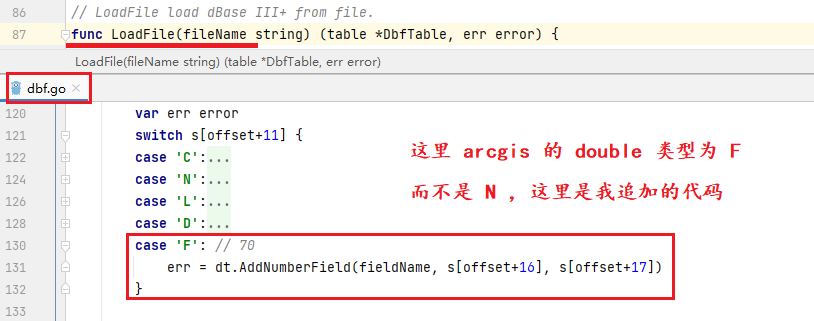 86 // LoadFile load dBase III+ from file.
87 func LoadFile(fileName string) (table *DbfTable, err error) {
LoadFile(fileName string) (table *DbfTable, err error)
dbf.go ×
120 var err error
121 switch s[offset+11] {
122 case 'C':...
124 case 'N':...
126 case 'L':...
128 case 'D':...
130 case 'F': // 70
131 err = dt.AddNumberField(fieldName, s[offset+16], s[offset+17])
132 }
133
这里 arcgis 的 double 类型为 F
而不是 N ，这里是我追加的代码